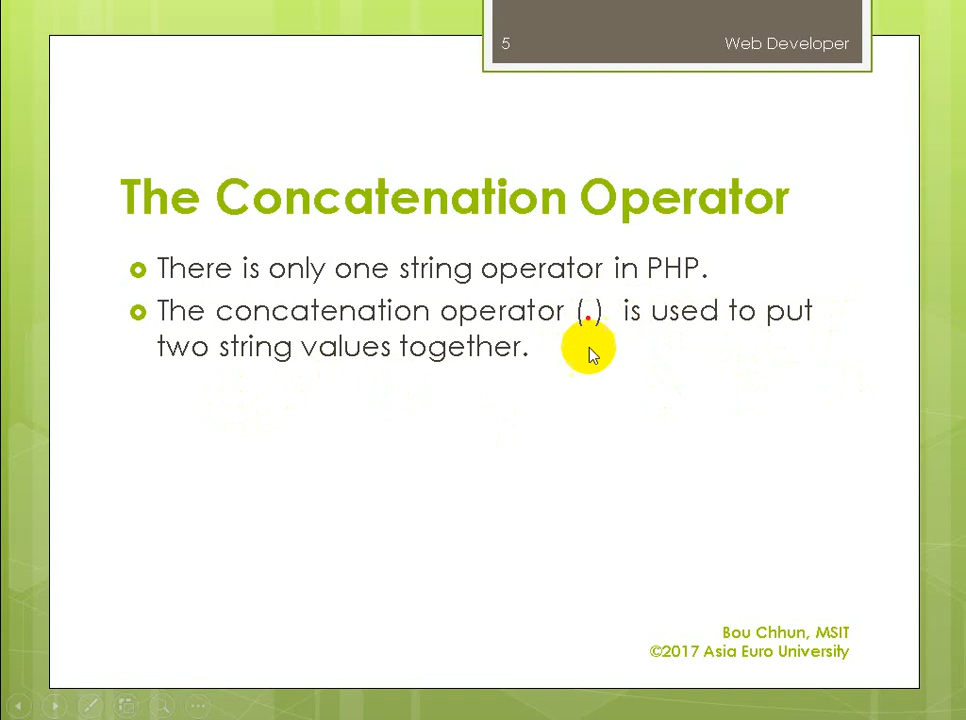 5 Web Developer
The Concatenation Operator
There is only one string operator in PHP.
The concatenation operator (.) is used to put
two string values together.
Bou Chhun, MSIT
©2017 Asia Euro University